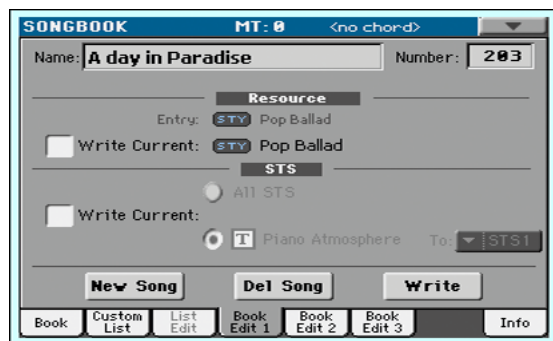 SONGBOOK MT: 0 <no chord>
Name: A day in Paradise Number: 203
Resource
Entry: STY Pop Ballad
Write Current: STY Pop Ballad
STS
All STS
Write Current:
T Piano Atmosphere To: STS1
New Song Del Song Write
Book Custom List List Edit Book Edit 1 Book Edit 2 Book Edit 3 Info